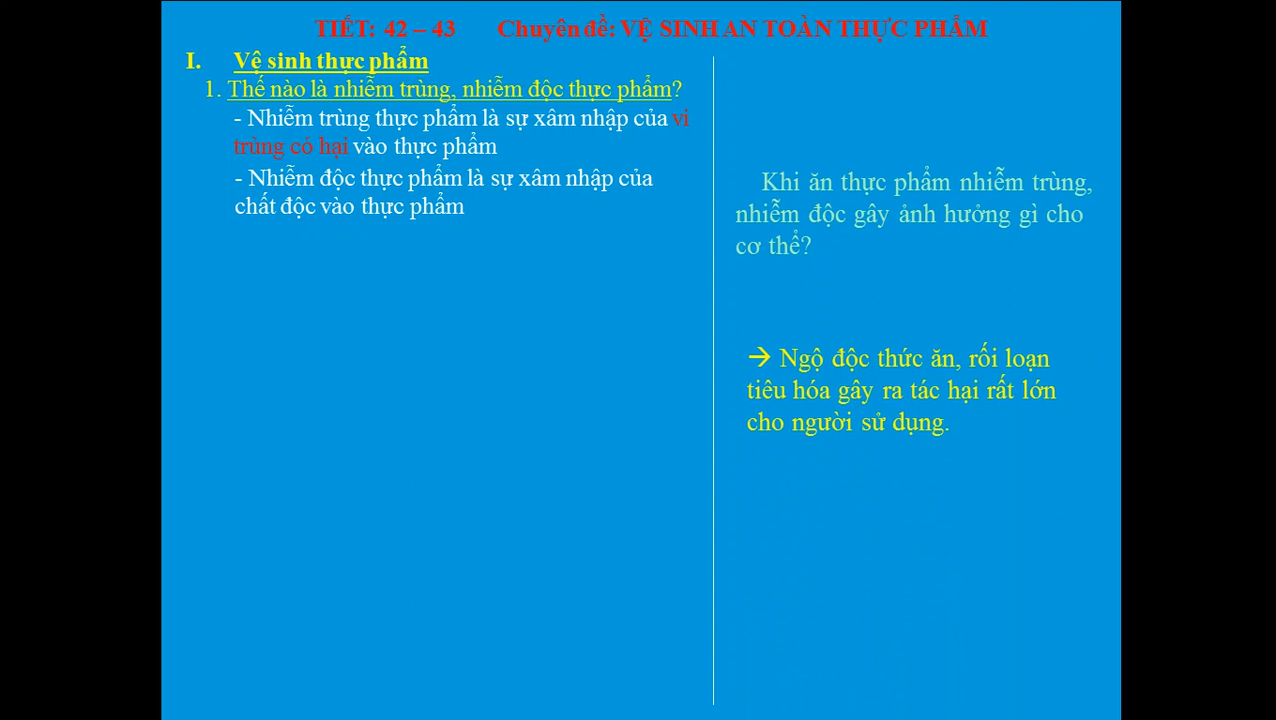 TIẾT: 42 – 43 Chuyên đề: VỆ SINH AN TOÀN THỰC PHẨM
I. Vệ sinh thực phẩm
1. Thế nào là nhiễm trùng, nhiễm độc thực phẩm?
- Nhiễm trùng thực phẩm là sự xâm nhập của vi
trùng có hại vào thực phẩm
- Nhiễm độc thực phẩm là sự xâm nhập của
chất độc vào thực phẩm
Khi ăn thực phẩm nhiễm trùng,
nhiễm độc gây ảnh hưởng gì cho
cơ thể?
→ Ngộ độc thức ăn, rối loạn
tiêu hóa gây ra tác hại rất lớn
cho người sử dụng.